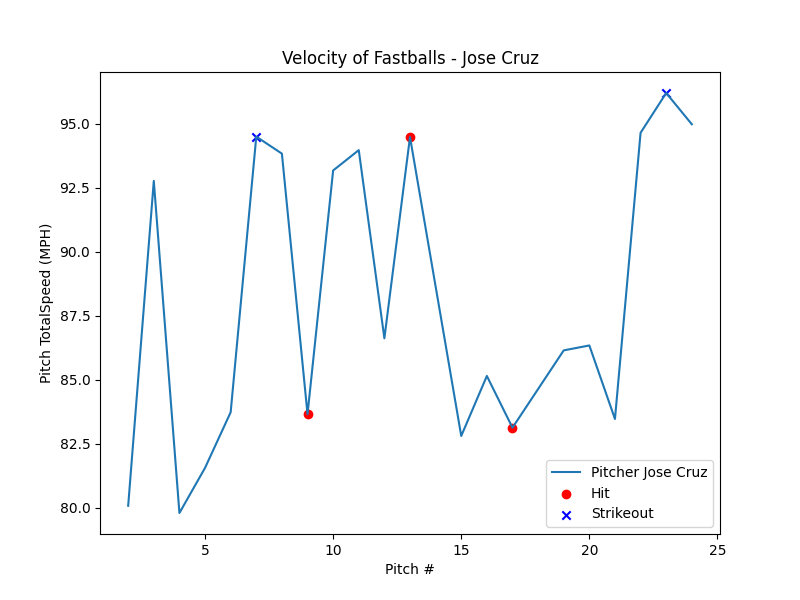 Velocity of Fastballs - Jose Cruz
Pitch TotalSpeed (MPH)
95.0
92.5
90.0
87.5
85.0
82.5
80.0
Pitcher Jose Cruz
Hit
Strikeout
5 10 15 20 25
Pitch #